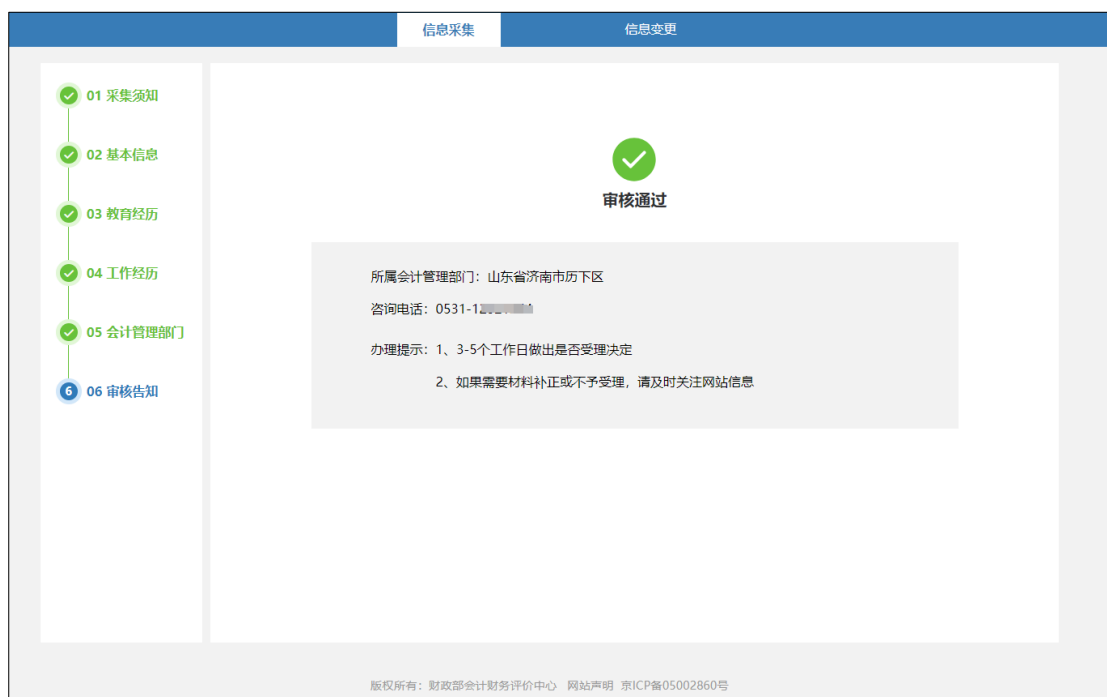 信息采集 信息变更
01 采集须知
02 基本信息
03 教育经历
04 工作经历
05 会计管理部门
6 06 审核告知
审核通过
所属会计管理部门：山东省济南市历下区
咨询电话：0531-1
办理提示：1、3-5个工作日做出是否受理决定
2、如果需要材料补正或不予受理，请及时关注网站信息
版权所有：财政部会计财务评价中心 网站声明 京ICP备05002860号